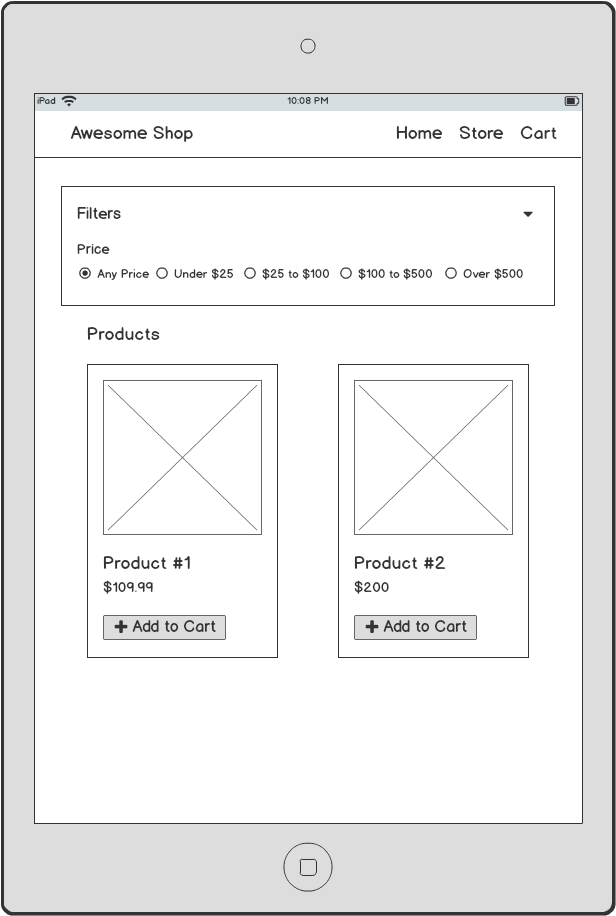 iPad 10:08 PM
Awesome Shop Home Store Cart
Filters
Price
Any Price Under $25 $25 to $100 $100 to $500 Over $500
Products
Product #1 Product #2
$109.99 $200
Add to Cart Add to Cart